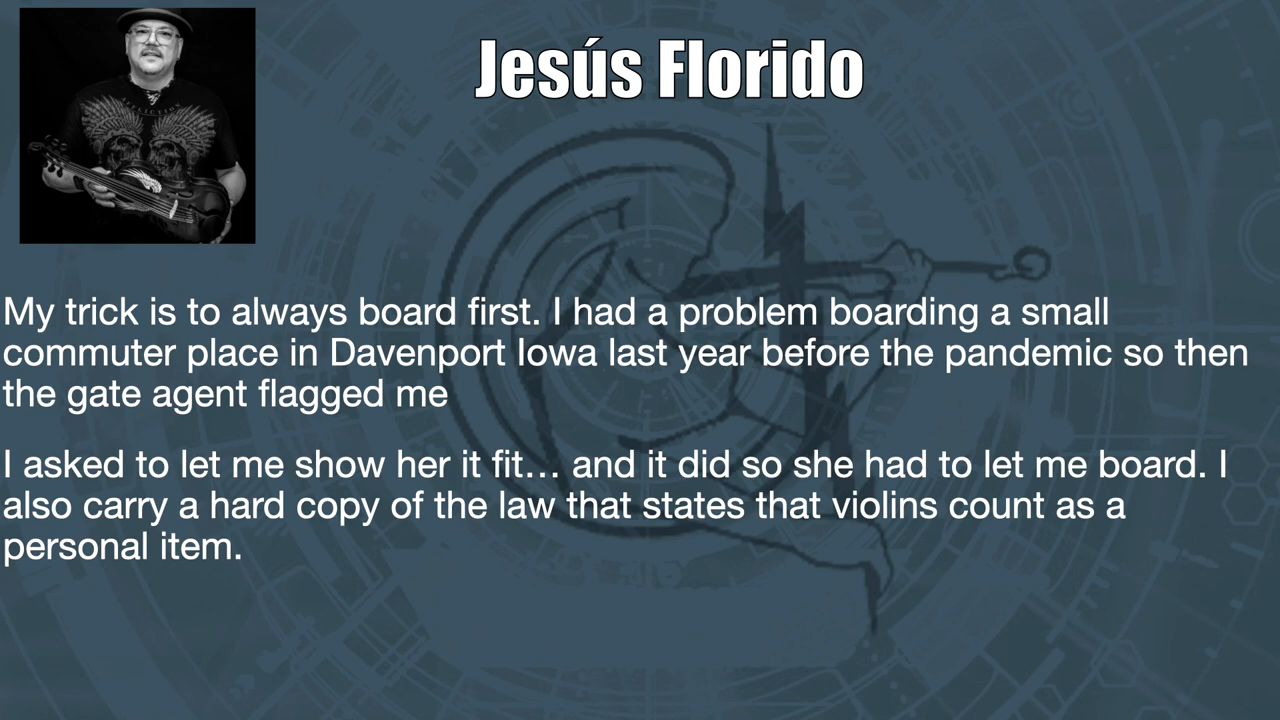 Jesús Florido
My trick is to always board first. I had a problem boarding a small
commuter place in Davenport Iowa last year before the pandemic so then
the gate agent flagged me
I asked to let me show her it fit… and it did so she had to let me board. I
also carry a hard copy of the law that states that violins count as a
personal item.